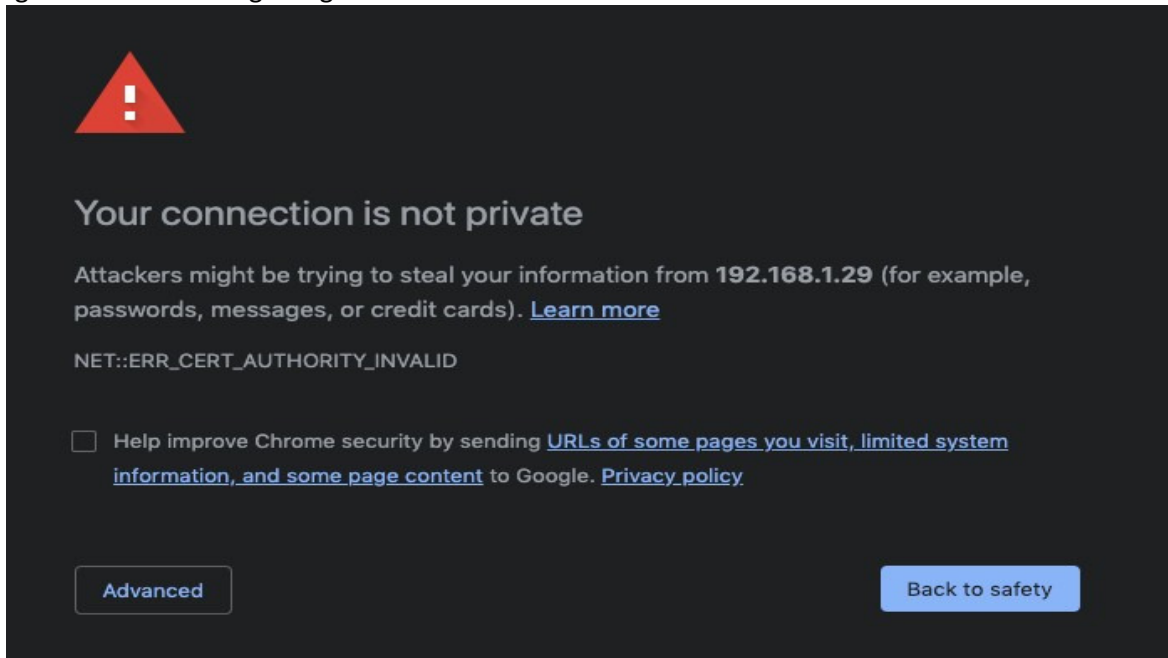 Your connection is not private
Attackers might be trying to steal your information from 192.168.1.29 (for example,
passwords, messages, or credit cards). Learn more
NET::ERR_CERT_AUTHORITY_INVALID
Help improve Chrome security by sending URLs of some pages you visit, limited system
information, and some page content to Google. Privacy policy
Advanced
Back to safety